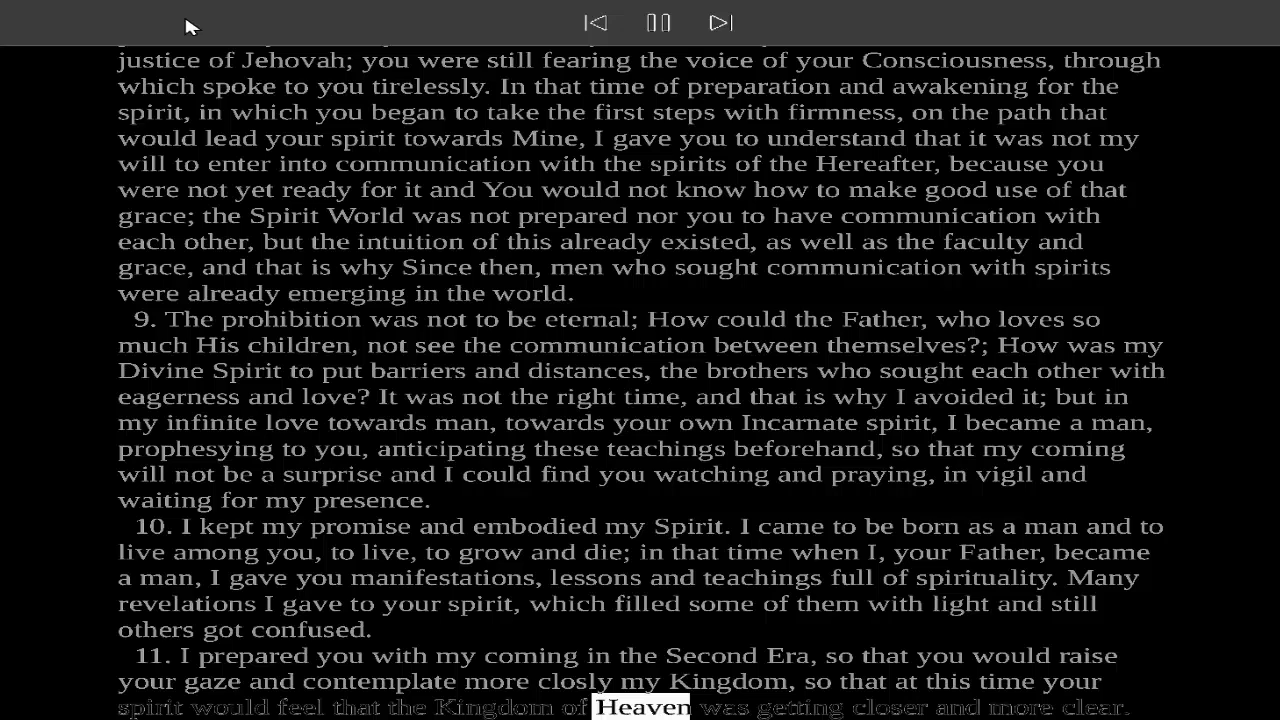 justice of Jehovah; you were still fearing the voice of your Consciousness, through
which spoke to you tirelessly. In that time of preparation and awakening for the
spirit, in which you began to take the first steps with firmness, on the path that
would lead your spirit towards Mine, I gave you to understand that it was not my
will to enter into communication with the spirits of the Hereafter, because you
were not yet ready for it and You would not know how to make good use of that
grace; the Spirit World was not prepared nor you to have communication with
each other, but the intuition of this already existed, as well as the faculty and
grace, and that is why Since then, men who sought communication with spirits
were already emerging in the world.
9. The prohibition was not to be eternal; How could the Father, who loves so
much His children, not see the communication between themselves?; How was my
Divine Spirit to put barriers and distances, the brothers who sought each other with
eagerness and love? It was not the right time, and that is why I avoided it; but in
my infinite love towards man, towards your own Incarnate spirit, I became a man,
prophesying to you, anticipating these teachings beforehand, so that my coming
will not be a surprise and I could find you watching and praying, in vigil and
waiting for my presence.
10. I kept my promise and embodied my Spirit. I came to be born as a man and to
live among you, to live, to grow and die; in that time when I, your Father, became
a man, I gave you manifestations, lessons and teachings full of spirituality. Many
revelations I gave to your spirit, which filled some of them with light and still
others got confused.
11. I prepared you with my coming in the Second Era, so that you would raise
your gaze and contemplate more closly my Kingdom, so that at this time your
spirit would feel that the Kingdom of Heaven was getting closer and more clear.